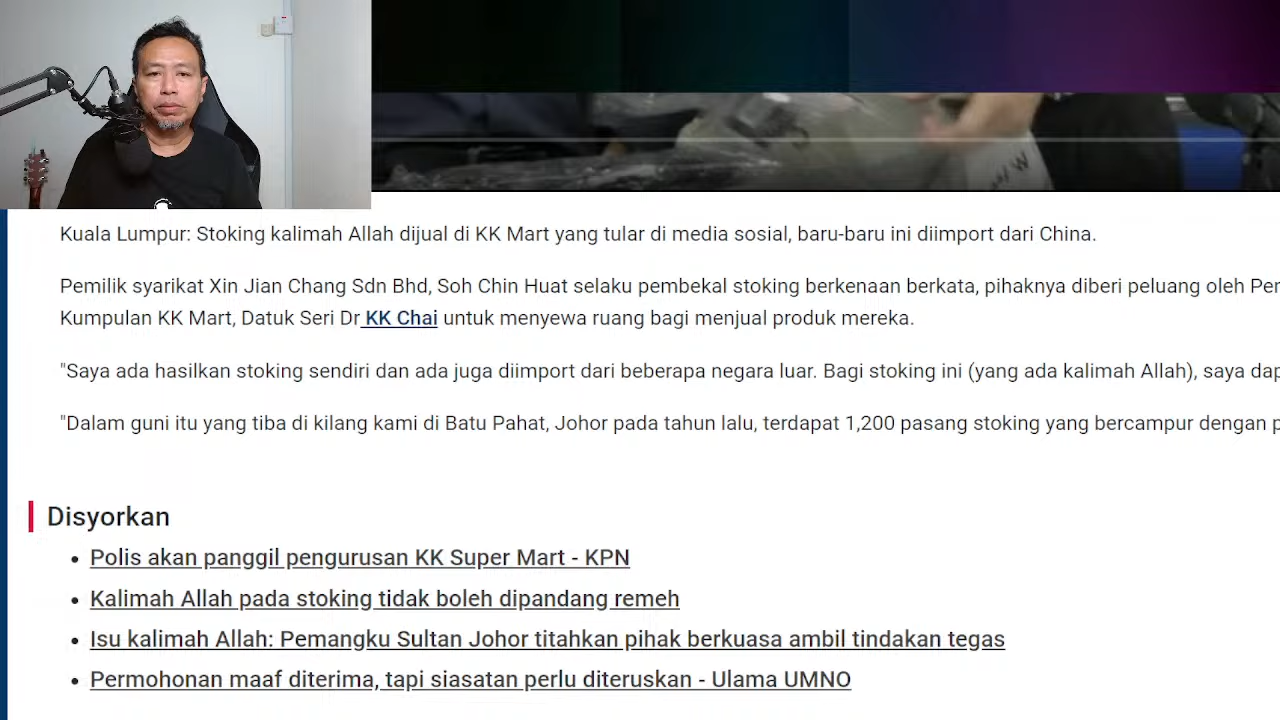 Kuala Lumpur: Stoking kalimah Allah dijual di KK Mart yang tular di media sosial, baru-baru ini diimport dari China.
Pemilik syarikat Xin Jian Chang Sdn Bhd, Soh Chin Huat selaku pembekal stoking berkenaan berkata, pihaknya diberi peluang oleh
Kumpulan KK Mart, Datuk Seri Dr KK Chai untuk menyewa ruang bagi menjual produk mereka.
"Saya ada hasilkan stoking sendiri dan ada juga diimport dari beberapa negara luar. Bagi stoking ini (yang ada kalimah Allah), saya
"Dalam guni itu yang tiba di kilang kami di Batu Pahat, Johor pada tahun lalu, terdapat 1,200 pasang stoking yang bercampur dengan
Disyorkan
Polis akan panggil pengurusan KK Super Mart - KPN
Kalimah Allah pada stoking tidak boleh dipandang remeh
Isu kalimah Allah: Pemangku Sultan Johor titahkan pihak berkuasa ambil tindakan tegas
Permohonan maaf diterima, tapi siasatan perlu diteruskan - Ulama UMNO